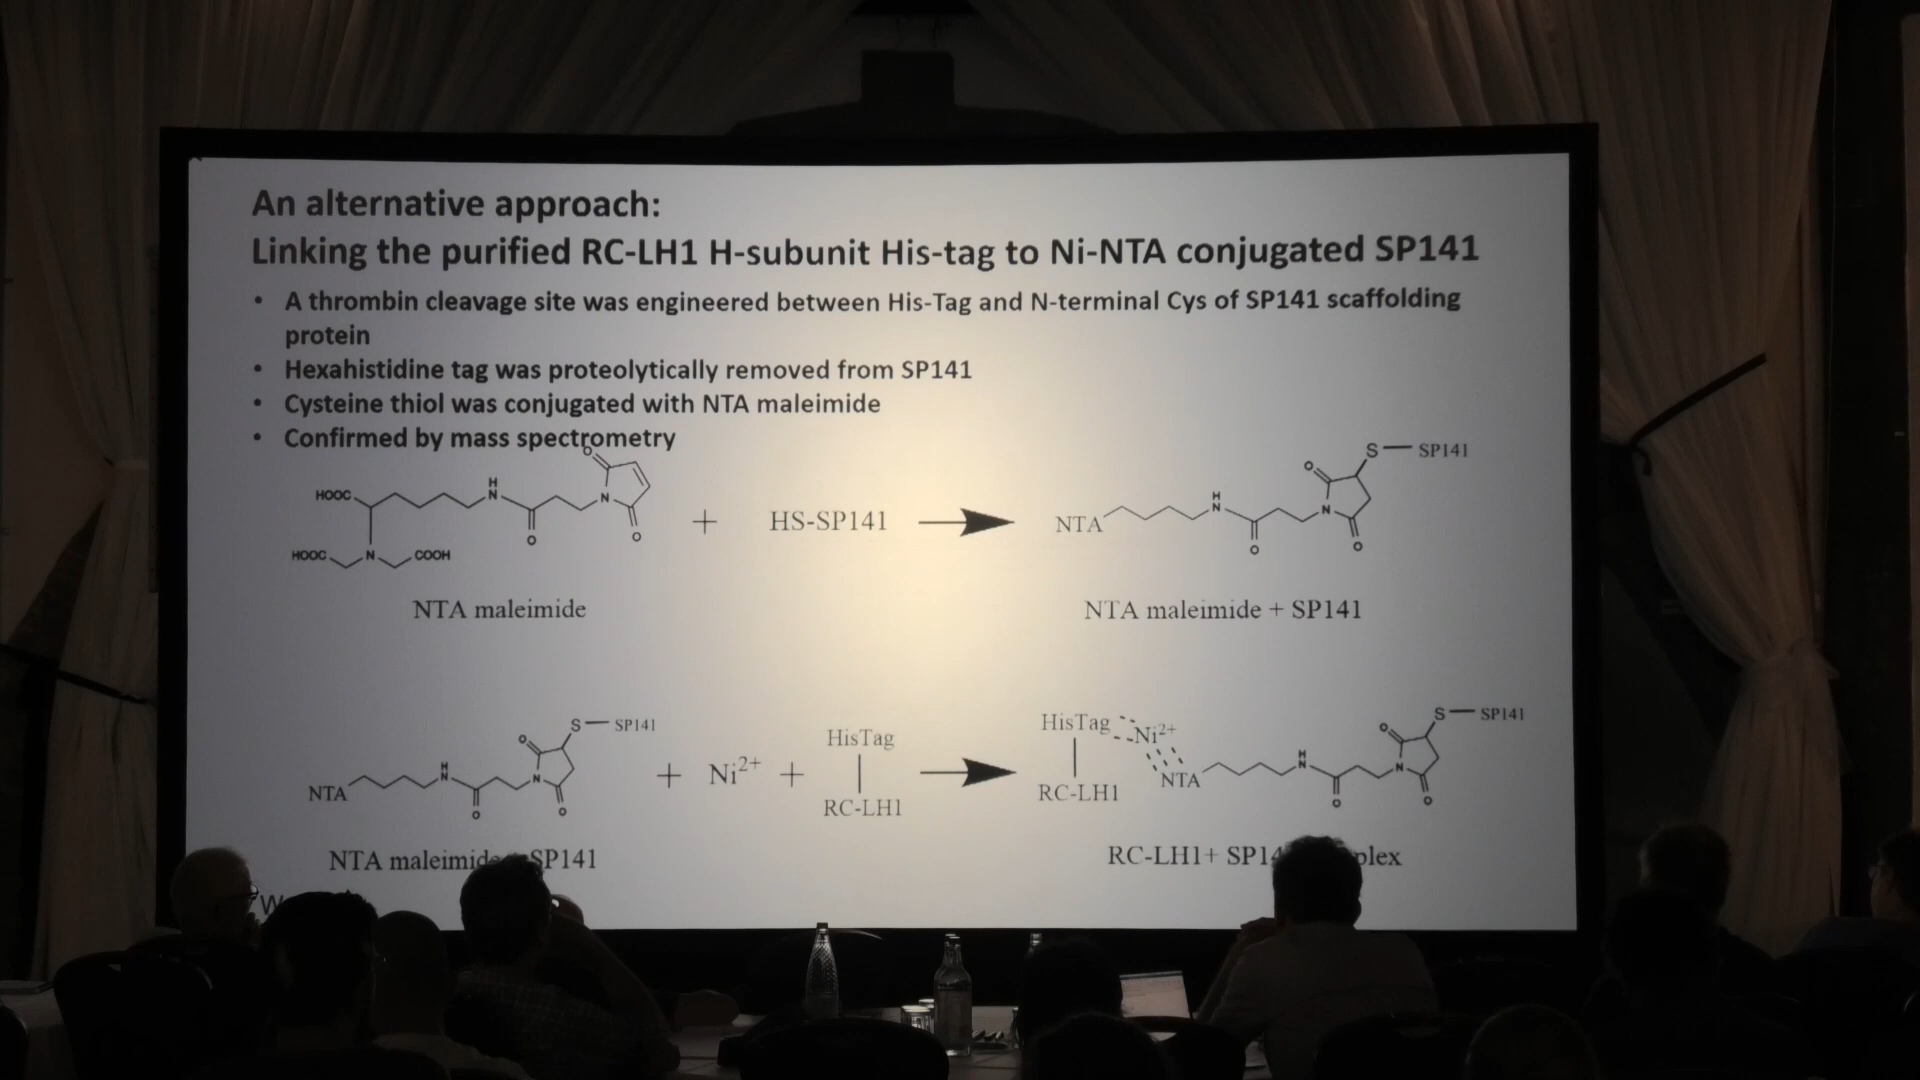 An alternative approach:
Linking the purified RC-LH1 H-subunit His-tag to Ni-NTA conjugated SP141
• A thrombin cleavage site was engineered between His-Tag and N-terminal Cys of SP141 scaffolding
protein
• Hexahistidine tag was proteolytically removed from SP141
• Cysteine thiol was conjugated with NTA maleimide
• Confirmed by mass spectrometry
HOOC
HOOC N COOH
H
N
O
O
N
O
+ HS-SP141
NTA
H
N
O
O
N
O
S — SP141
NTA maleimide
NTA maleimide + SP141
NTA
H
N
O
O
N
O
S — SP141
+ Ni2+ +
HisTag
RC-LH1
HisTag
Ni2+
RC-LH1
NTA
H
N
O
O
N
O
S — SP141
NTA SP141
RC-LH1+